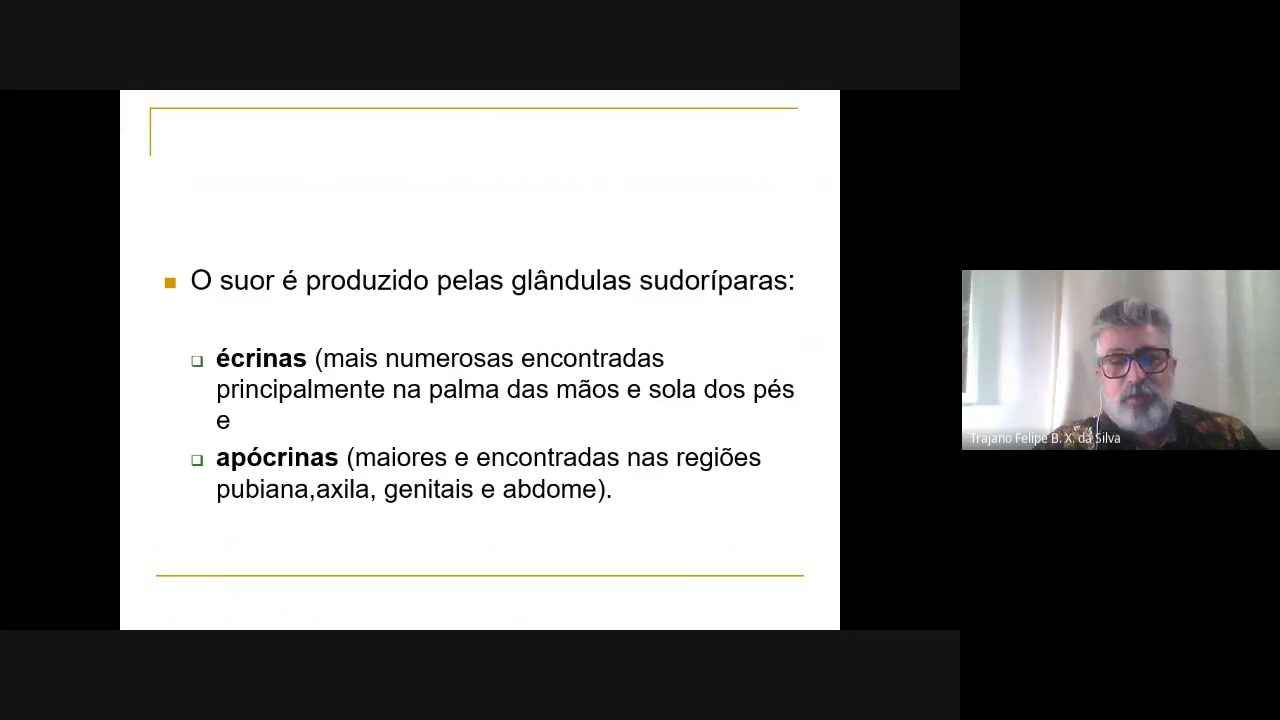 O suor é produzido pelas glândulas sudoríparas:
écrinas (mais numerosas encontradas
principalmente na palma das mãos e sola dos pés
e
apócrinas (maiores e encontradas nas regiões
pubiana,axila, genitais e abdome).
Trajano Felipe B. X. da Silva